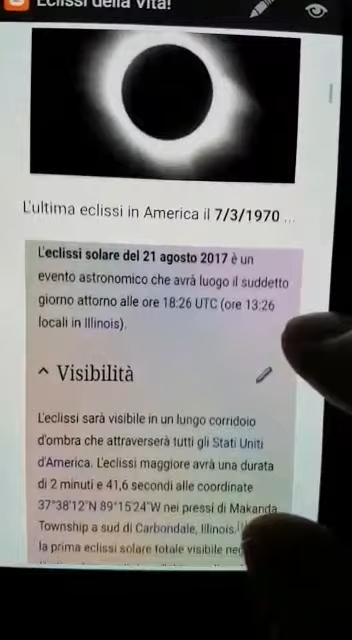 Eclissi della Vita!
L'ultima eclissi in America il 7/3/1970 ...
L'eclissi solare del 21 agosto 2017 è un
evento astronomico che avrà luogo il suddetto
giorno attorno alle ore 18:26 UTC (ore 13:26
locali in Illinois).
Visibilità
L'eclissi sarà visibile in un lungo corridoio
d'ombra che attraverserà tutti gli Stati Uniti
d'America. L'eclissi maggiore avrà una durata
di 2 minuti e 41,6 secondi alle coordinate
37°38'12"N 89°15'24"W nei pressi di Makanda
Township a sud di Carbondale, Illinois.
la prima eclissi solare totale visibile